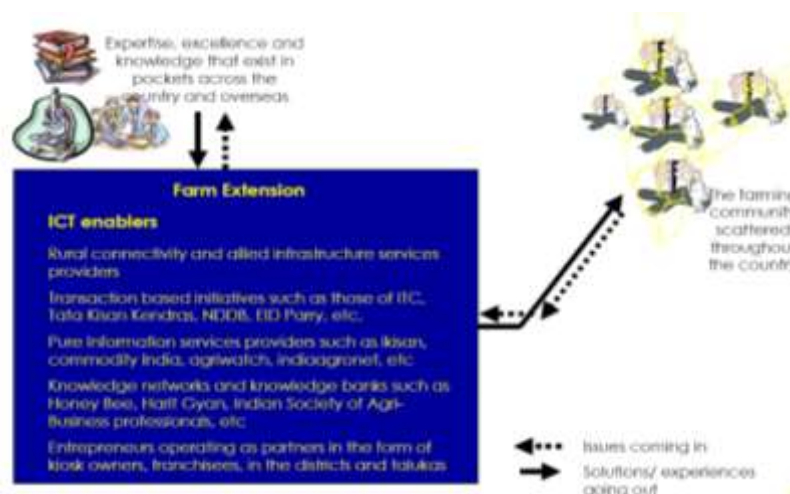 Expertise, excellence and
knowledge that exist in
pockets across the
country and overseas
Farm Extension
ICT enablers
Rural connectivity and allied infrastructure services
providers
Transaction based initiatives such as those of ITC,
Tata Kisan Kendras, NDDB, EID Parry, etc.
Pure information services providers such as ikisan,
commodity India, agriwatch, indiaagronet, etc
Knowledge networks and knowledge banks such as
Honey Bee, Harit Gyan, Indian Society of Agri-
Business professionals, etc
Entrepreneurs operating as partners in the form of
kiosk owners, franchisees, in the districts and talukas
The farming
community
scattered
throughou
the countr
Issues coming in
Solutions/ experiences
going out